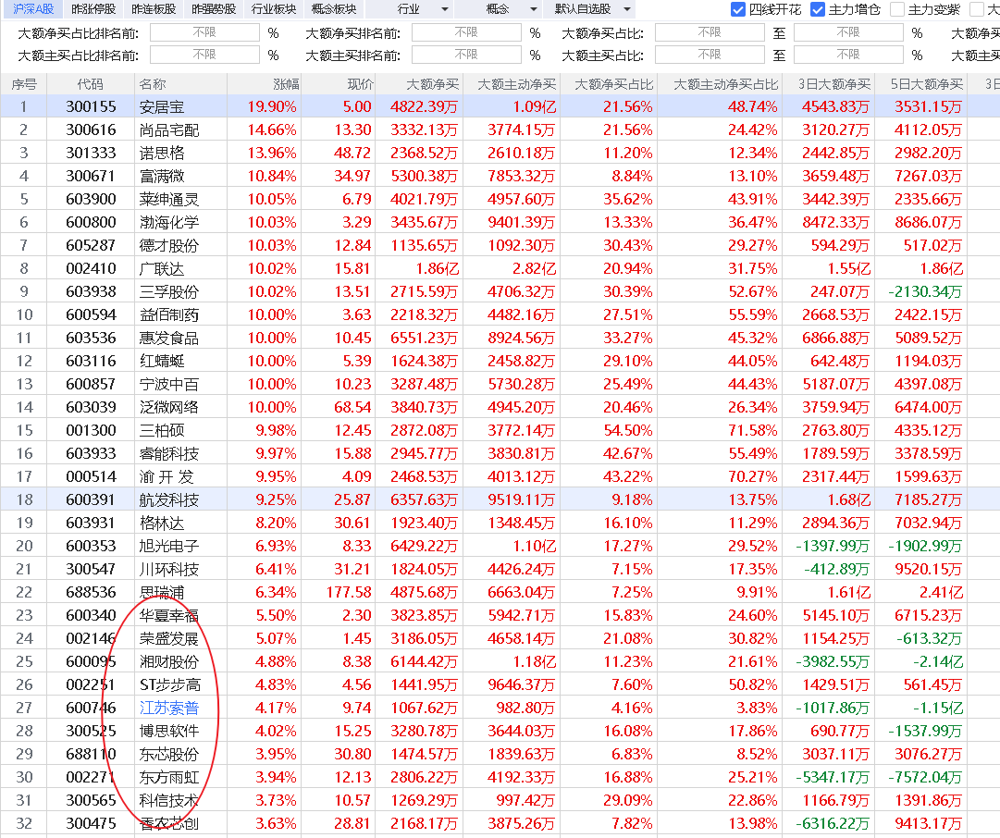 沪深A股 昨涨停股 昨连板股 昨强势股 行业板块 概念板块 行业 概念 默认自选股 四线开花 主力增仓 主力变紫 大
大额净买占比排名前: 不限 % 大额净买排名前: 不限 % 大额净买占比: 不限 至 不限 % 大额净买
大额主买占比排名前: 不限 % 大额主买排名前: 不限 % 大额主买占比: 不限 至 不限 % 大额主买
序号 代码 名称 涨幅 现价 大额净买 大额主动净买 大额净买占比 大额主动净买占比 3日大额净买 5日大额净买 3日
1 300155 安居宝 19.90% 5.00 4822.39万 1.09亿 21.56% 48.74% 4543.83万 3531.15万
2 300616 尚品宅配 14.66% 13.30 3332.13万 3774.15万 21.56% 24.42% 3120.27万 4112.05万
3 301333 诺思格 13.96% 48.72 2368.52万 2610.18万 11.20% 12.34% 2442.85万 2982.20万
4 300671 富满微 10.84% 34.97 5300.38万 7853.32万 8.84% 13.10% 3659.48万 7267.03万
5 603900 莱绅通灵 10.05% 6.79 4021.79万 4957.60万 35.62% 43.91% 3442.39万 2335.66万
6 600800 渤海化学 10.03% 3.29 3435.67万 9401.39万 13.33% 36.47% 8472.33万 8686.07万
7 605287 德才股份 10.03% 12.84 1135.65万 1092.30万 30.43% 29.27% 594.29万 517.02万
8 002410 广联达 10.02% 15.81 1.86亿 2.82亿 20.94% 31.75% 1.55亿 1.86亿
9 603938 三孚股份 10.02% 13.51 2715.59万 4706.32万 30.39% 52.67% 247.07万 -2130.34万
10 600594 益佰制药 10.00% 3.63 2218.32万 4482.16万 27.51% 55.59% 2668.53万 2422.15万
11 603536 惠发食品 10.00% 10.45 6551.23万 8924.56万 33.27% 45.32% 6866.88万 5089.52万
12 603116 红蜻蜓 10.00% 5.39 1624.38万 2458.82万 29.10% 44.05% 642.48万 1194.03万
13 600857 宁波中百 10.00% 10.23 3287.48万 5730.28万 25.49% 44.43% 5187.07万 4397.08万
14 603039 泛微网络 10.00% 68.54 3840.73万 4945.20万 20.46% 26.34% 3759.94万 6474.00万
15 001300 三柏硕 9.98% 12.45 2872.08万 3772.14万 54.50% 71.58% 2763.80万 4335.12万
16 603933 睿能科技 9.97% 15.88 2945.77万 3830.81万 42.67% 55.49% 1789.59万 3378.59万
17 000514 渝 开 发 9.95% 4.09 2468.53万 4013.12万 43.22% 70.27% 2317.44万 1599.63万
18 600391 航发科技 9.25% 25.87 6357.63万 9519.11万 9.18% 13.75% 1.68亿 7185.27万
19 603931 格林达 8.20% 30.61 1923.40万 1348.45万 16.10% 11.29% 2894.36万 7032.94万
20 600353 旭光电子 6.93% 8.33 6429.22万 1.10亿 17.27% 29.52% -1397.99万 -1902.99万
21 300547 川环科技 6.41% 31.21 1824.05万 4426.24万 7.15% 17.35% -412.89万 9520.15万
22 688536 思瑞浦 6.34% 177.58 4875.68万 6663.04万 7.25% 9.91% 1.61亿 2.41亿
23 600340 华夏幸福 5.50% 2.30 3823.85万 5942.71万 15.83% 24.60% 5145.10万 6715.23万
24 002146 荣盛发展 5.07% 1.45 3186.05万 4658.14万 21.08% 30.82% 1154.25万 -613.32万
25 600095 湘财股份 4.88% 8.38 6144.42万 1.18亿 11.23% 21.61% -3982.55万 -2.14亿
26 002251 ST步步高 4.83% 4.56 1441.95万 9646.37万 7.60% 50.82% 1429.51万 561.45万
27 600746 江苏索普 4.17% 9.74 1067.62万 982.80万 4.16% 3.83% -1017.86万 -1.15亿
28 300525 博思软件 4.02% 15.25 3280.78万 3644.03万 16.08% 17.86% 690.77万 -1537.99万
29 688110 东芯股份 3.95% 30.80 1474.57万 1839.63万 6.83% 8.52% 3037.11万 3076.27万
30 002271 东方雨虹 3.94% 12.13 2806.22万 4192.33万 16.88% 25.21% -5347.17万 -7572.04万
31 300565 科信技术 3.73% 10.57 1269.29万 997.42万 29.09% 22.86% 1166.79万 1391.86万
32 300475 香农芯创 3.63% 28.81 2168.17万 3875.26万 7.82% 13.98% -6316.22万 9413.17万